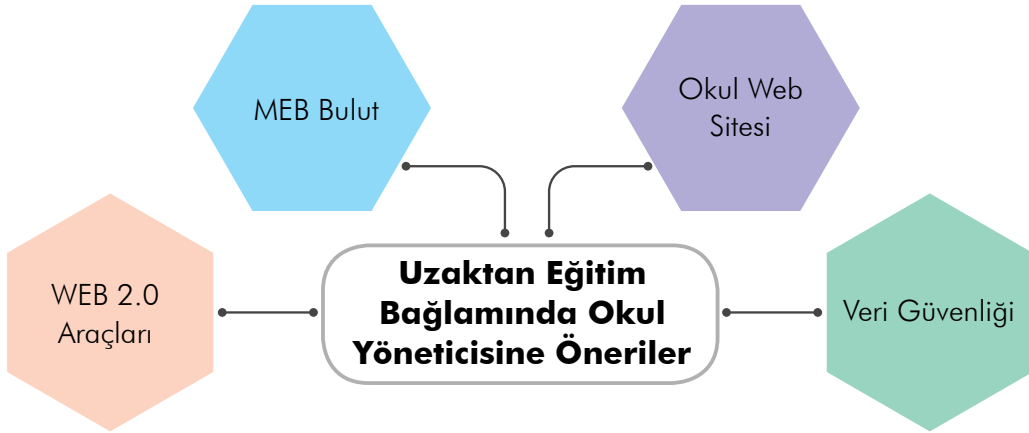 MEB Bulut
Okul Web
Sitesi
WEB 2.0
Araçları
Uzaktan Eğitim
Bağlamında Okul
Yöneticisine Öneriler
Veri Güvenliği